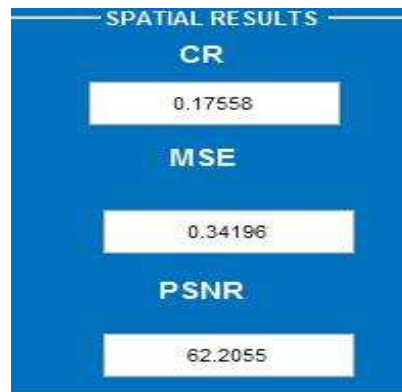 SPATIAL RESULTS
CR
0.17558
MSE
0.34196
PSNR
62.2055